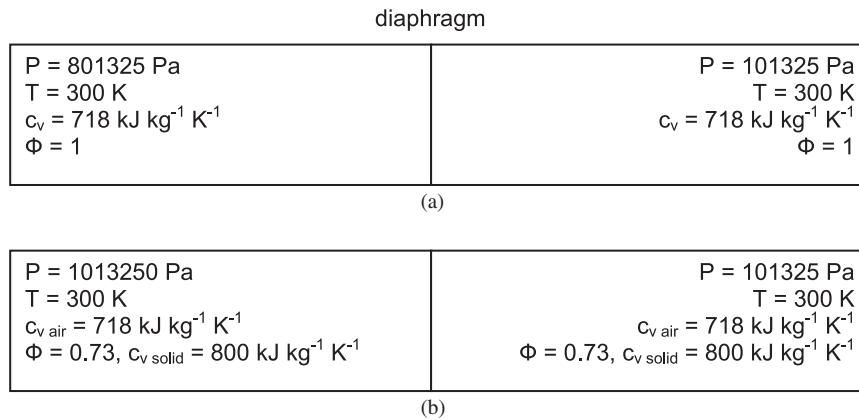 diaphragm
P = 801325 Pa
T = 300 K
cᵥ = 718 kJ kg⁻¹ K⁻¹
Φ = 1
P = 101325 Pa
T = 300 K
cᵥ = 718 kJ kg⁻¹ K⁻¹
Φ = 1
(a)
P = 1013250 Pa
T = 300 K
c_v air = 718 kJ kg⁻¹ K⁻¹
Φ = 0.73, c_v solid = 800 kJ kg⁻¹ K⁻¹
P = 101325 Pa
T = 300 K
c_v air = 718 kJ kg⁻¹ K⁻¹
Φ = 0.73, c_v solid = 800 kJ kg⁻¹ K⁻¹
(b)